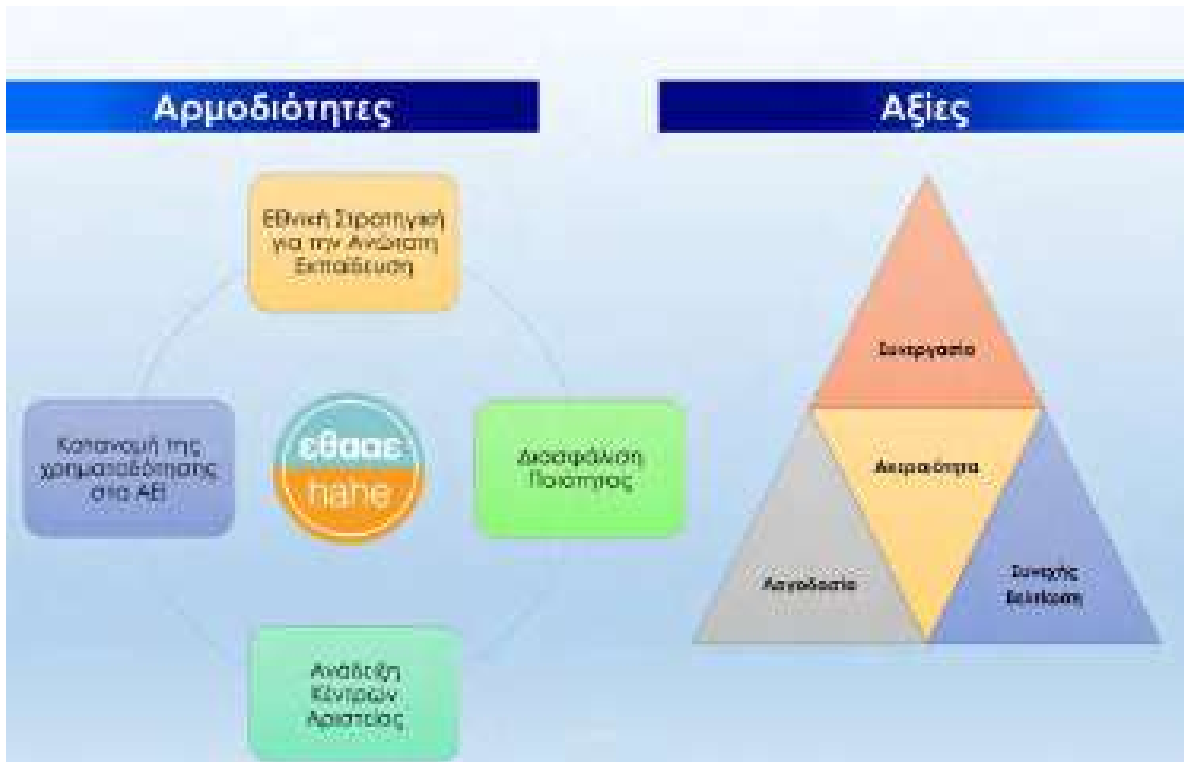 Αρμοδιότητες
Αξίες
Εθνική Στρατηγική
για την Ανώτατη
Εκπαίδευση
Κατανομή της
χρηματοδότησης
στα ΑΕΙ
εθααε
hahe
Διασφάλιση
Ποιότητας
Ανάδειξη
Κέντρων
Αριστείας
Συνεργασία
Ακεραιότητα
Λογοδοσία
Συνεχής
Βελτίωση